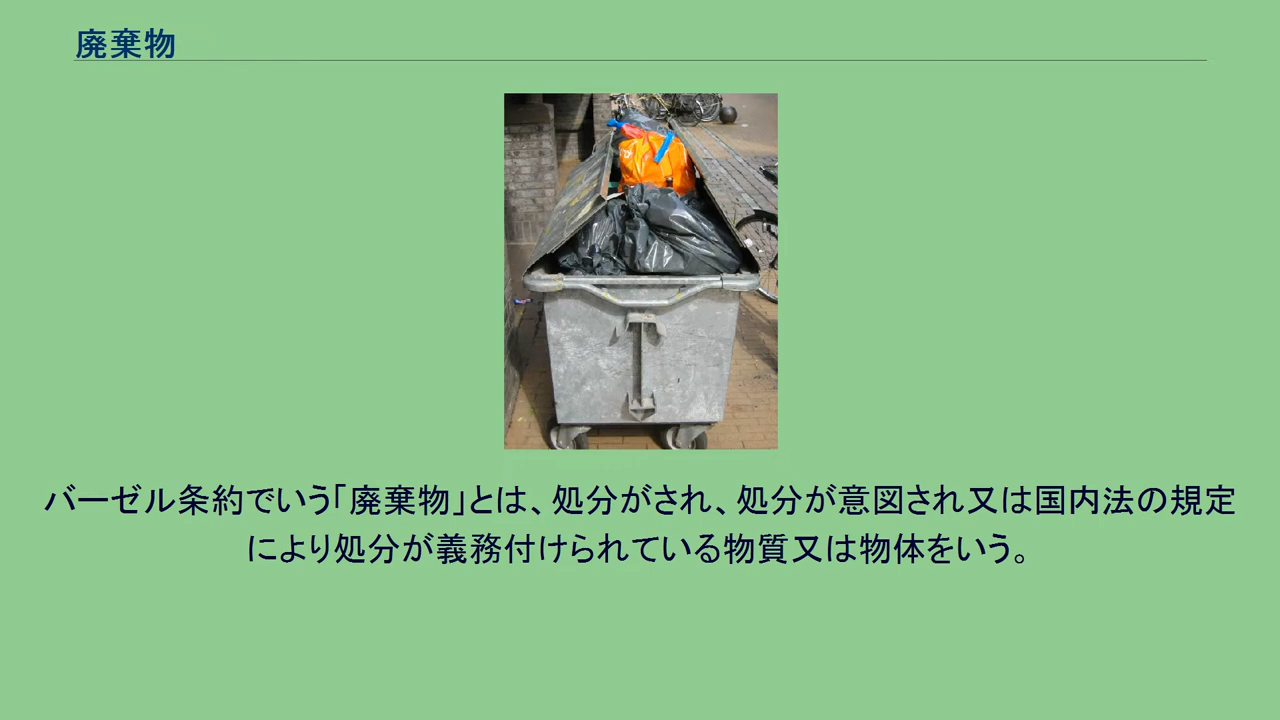 廃棄物
バーゼル条約でいう「廃棄物」とは、処分がされ、処分が意図され又は国内法の規定
により処分が義務付けられている物質又は物体をいう。